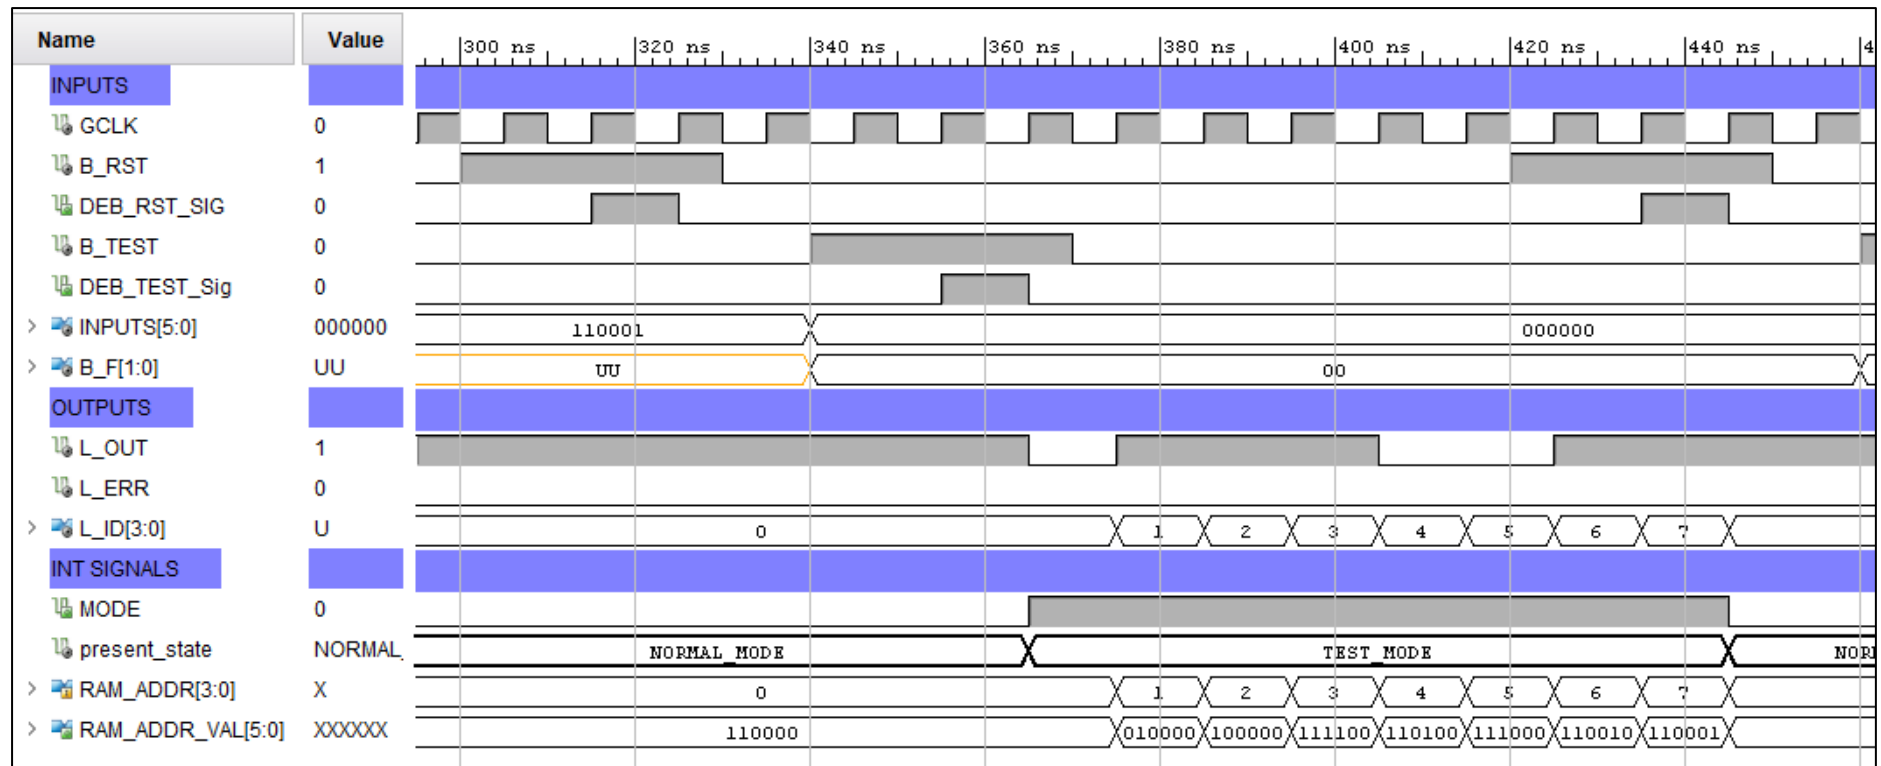 Name Value 300 ns 320 ns 340 ns 360 ns 380 ns 400 ns 420 ns 440 ns 4
INPUTS
GCLK 0
B_RST 1
DEB_RST_SIG 0
B_TEST 0
DEB_TEST_Sig 0
INPUTS[5:0] 000000 110001 000000
B_F[1:0] UU UU 00
OUTPUTS
L_OUT 1
L_ERR 0
L_ID[3:0] U 0 1 2 3 4 5 6 7
INT SIGNALS
MODE 0
present_state NORMAL_ NORMAL_MODE TEST_MODE NOR
RAM_ADDR[3:0] X 0 1 2 3 4 5 6 7
RAM_ADDR_VAL[5:0] XXXXXX 110000 010000 100000 111100 110100 111000 110010 110001